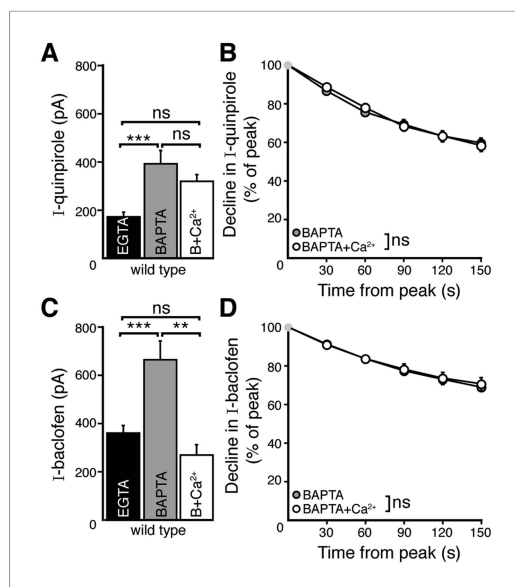 A
I-quinpirole (pA)
800
600
400
200
0
ns
***
ns
EGTA
BAPTA
B+Ca²⁺
wild type
B
Decline in I-quinpirole
(% of peak)
100
80
60
40
20
0
BAPTA
BAPTA+Ca²⁺
]ns
30 60 90 120 150
Time from peak (s)
C
I-baclofen (pA)
800
600
400
200
0
ns
***
**
EGTA
BAPTA
B+Ca²⁺
wild type
D
Decline in I-baclofen
(% of peak)
100
80
60
40
20
0
BAPTA
BAPTA+Ca²⁺
]ns
30 60 90 120 150
Time from peak (s)